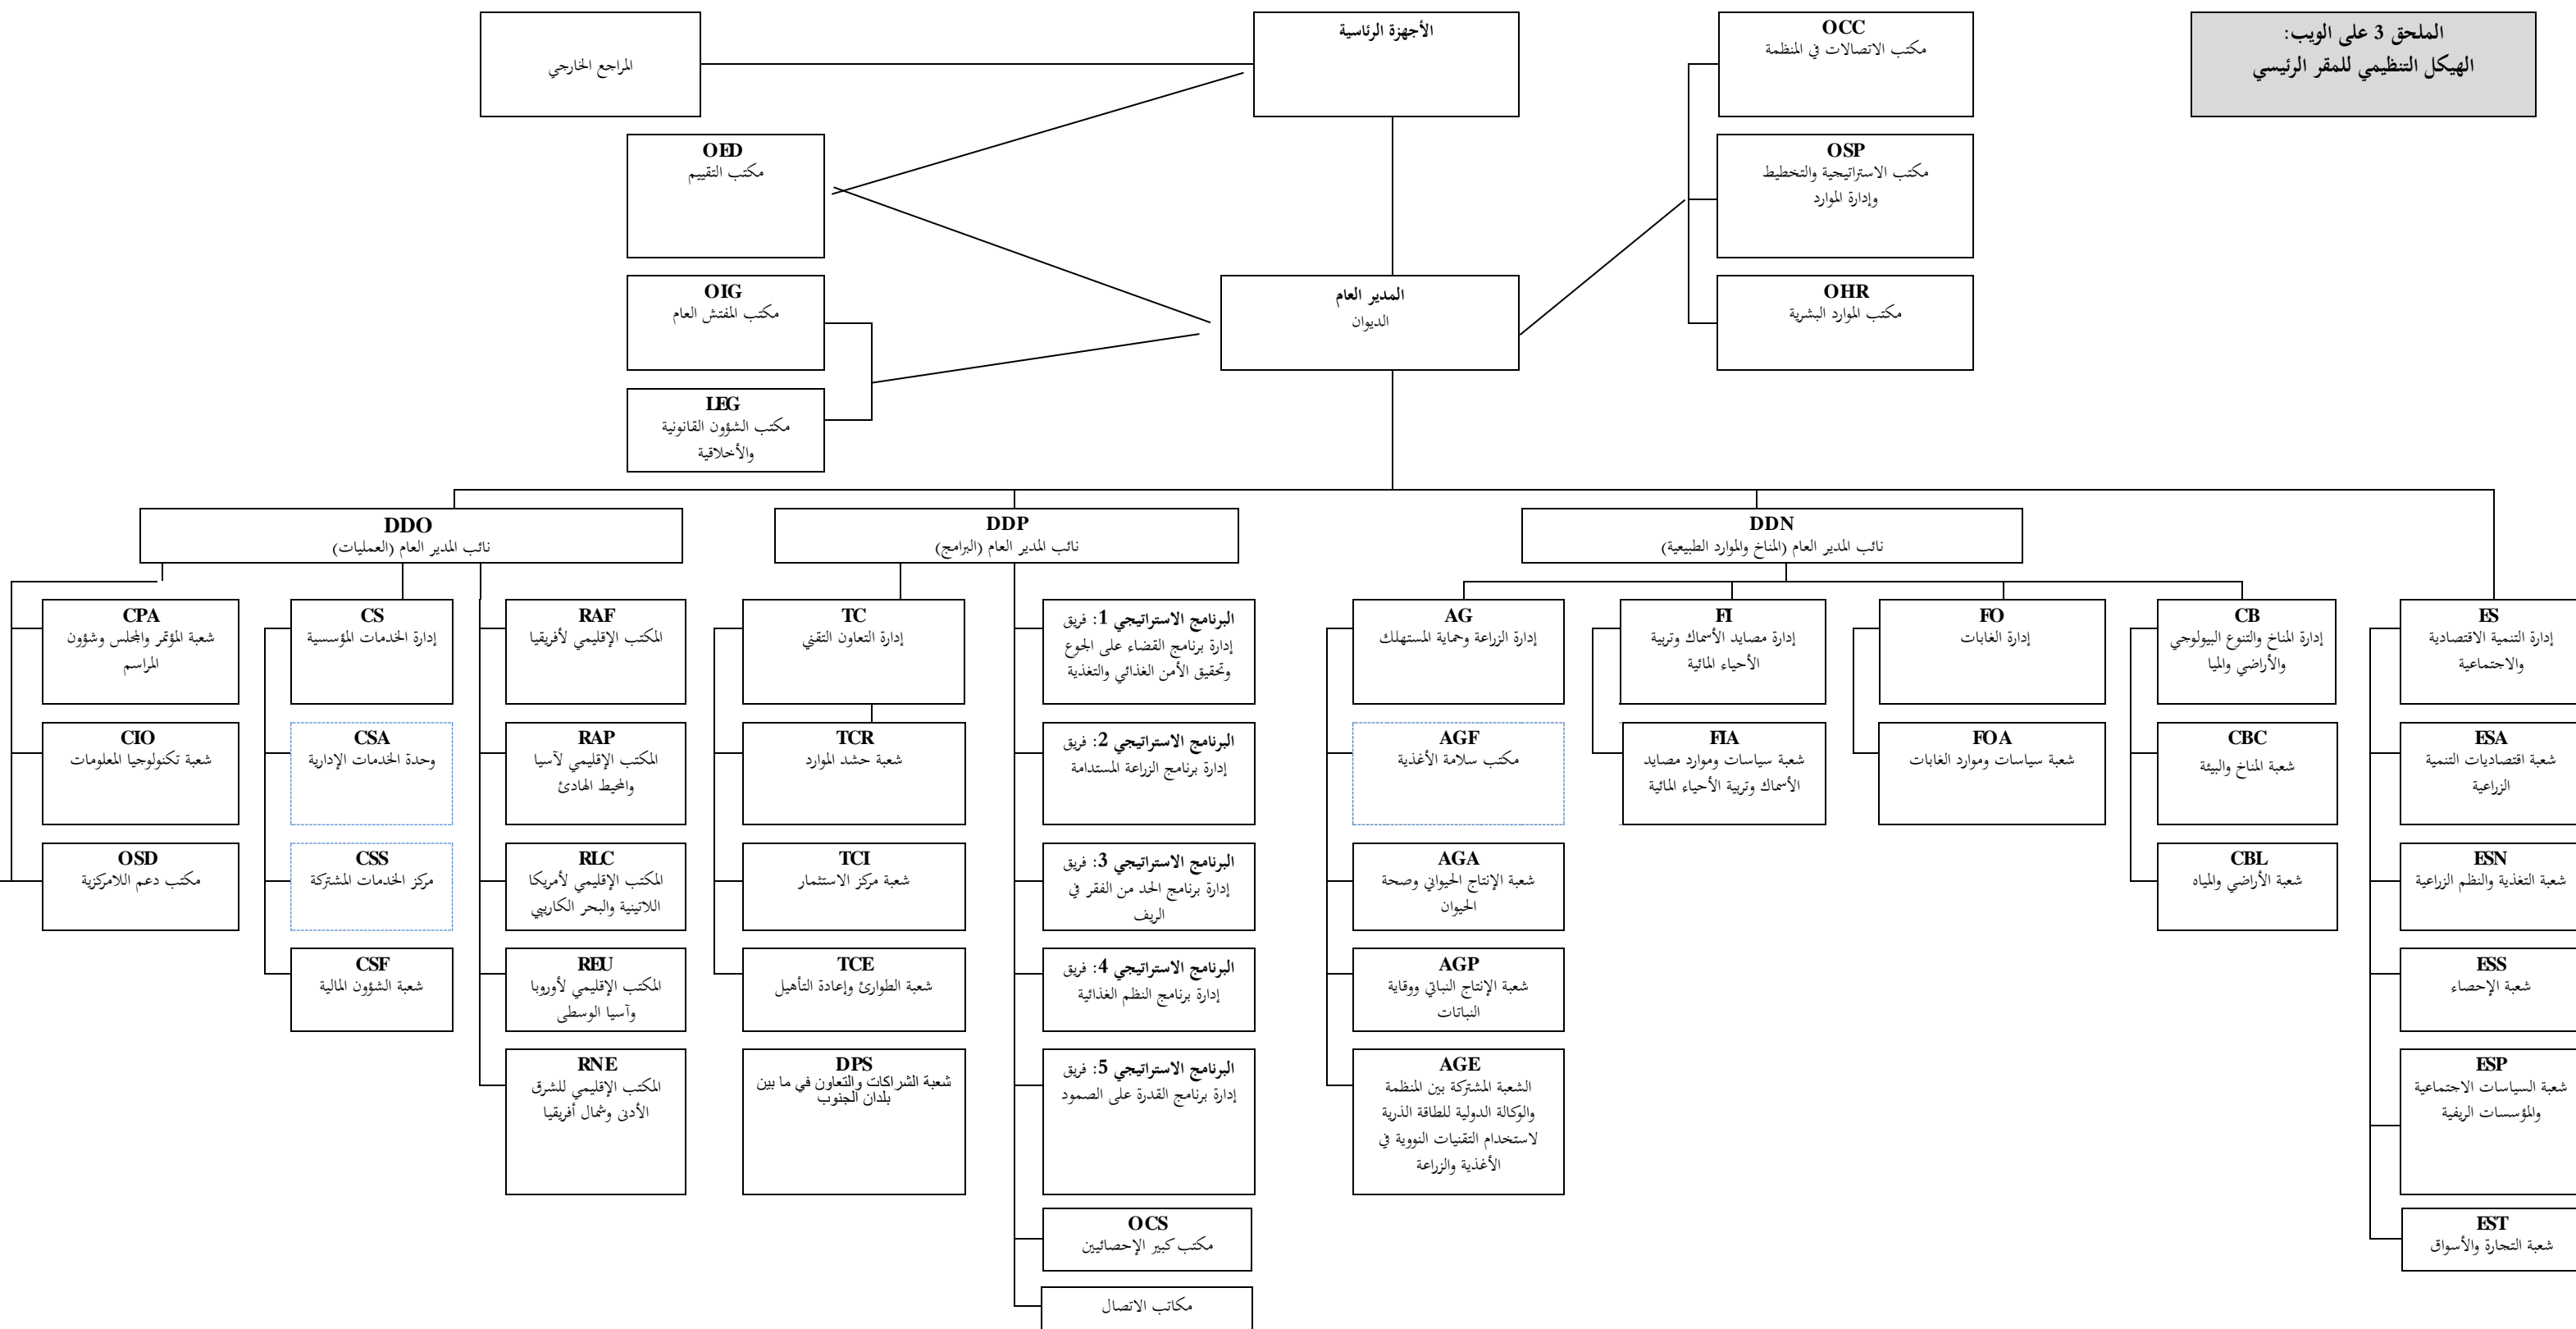 الملحق 3 على الويب:
الهيكل التنظيمي للمقر الرئيسي
الأجهزة الرئاسية
المراجع الخارجي
OCC
مكتب الاتصالات في المنظمة
OSP
مكتب الاستراتيجية والتخطيط
وإدارة الموارد
OHR
مكتب الموارد البشرية
OED
مكتب التقييم
OIG
مكتب المفتش العام
LEG
مكتب الشؤون القانونية
والأخلاقية
المدير العام
الديوان
DDO
نائب المدير العام (العمليات)
DDP
نائب المدير العام (البرامج)
DDN
نائب المدير العام (المناخ والموارد الطبيعية)
CPA
شعبة المؤتمر والمجلس وشؤون
المراسم
CIO
شعبة تكنولوجيا المعلومات
OSD
مكتب دعم اللامركزية
CS
إدارة الخدمات المؤسسية
CSA
وحدة الخدمات الإدارية
CSS
مركز الخدمات المشتركة
CSF
شعبة الشؤون المالية
RAF
المكتب الإقليمي لأفريقيا
RAP
المكتب الإقليمي لآسيا
والمحيط الهادئ
RLC
المكتب الإقليمي لأمريكا
اللاتينية والبحر الكاريبي
REU
المكتب الإقليمي لأوروبا
وآسيا الوسطى
RNE
المكتب الإقليمي للشرق
الأدنى وشمال أفريقيا
TC
إدارة التعاون التقني
TCR
شعبة حشد الموارد
TCI
شعبة مركز الاستثمار
TCE
شعبة الطوارئ وإعادة التأهيل
DPS
شعبة الشراكات والتعاون في ما بين
بلدان الجنوب
البرنامج الاستراتيجي 1: فريق
إدارة برنامج القضاء على الجوع
وتحقيق الأمن الغذائي والتغذية
البرنامج الاستراتيجي 2: فريق
إدارة برنامج الزراعة المستدامة
البرنامج الاستراتيجي 3: فريق
إدارة برنامج الحد من الفقر في
الريف
البرنامج الاستراتيجي 4: فريق
إدارة برنامج النظم الغذائية
البرنامج الاستراتيجي 5: فريق
إدارة برنامج القدرة على الصمود
OCS
مكتب كبير الإحصائيين
مكاتب الاتصال
AG
إدارة الزراعة وحماية المستهلك
AGF
مكتب سلامة الأغذية
AGA
شعبة الإنتاج الحيواني وصحة
الحيوان
AGP
شعبة الإنتاج النباتي ووقاية
النباتات
AGE
الشعبة المشتركة بين المنظمة
والوكالة الدولية للطاقة الذرية
لاستخدام التقنيات النووية في
الأغذية والزراعة
FI
إدارة مصايد الأسماك وتربية
الأحياء المائية
FIA
شعبة سياسات وموارد مصايد
الأسماك وتربية الأحياء المائية
FO
إدارة الغابات
FOA
شعبة سياسات وموارد الغابات
CB
إدارة المناخ والتنوع البيولوجي
والأراضي والميا
CBC
شعبة المناخ والبيئة
CBL
شعبة الأراضي والمياه
ES
إدارة التنمية الاقتصادية
والاجتماعية
ESA
شعبة اقتصاديات التنمية
الزراعية
ESN
شعبة التغذية والنظم الزراعية
ESS
شعبة الإحصاء
ESP
شعبة السياسات الاجتماعية
والمؤسسات الريفية
EST
شعبة التجارة والأسواق